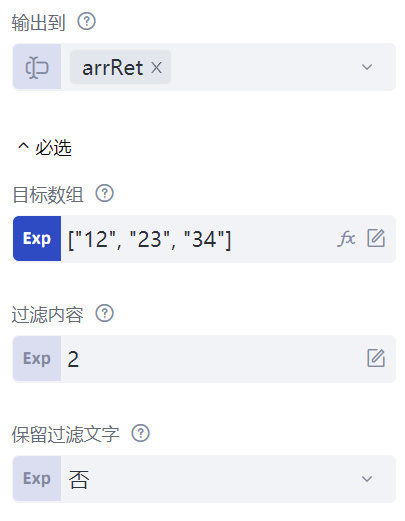 输出到
arrRet
必选
目标数组
Exp ["12", "23", "34"] fx
过滤内容
Exp 2
保留过滤文字
Exp 否